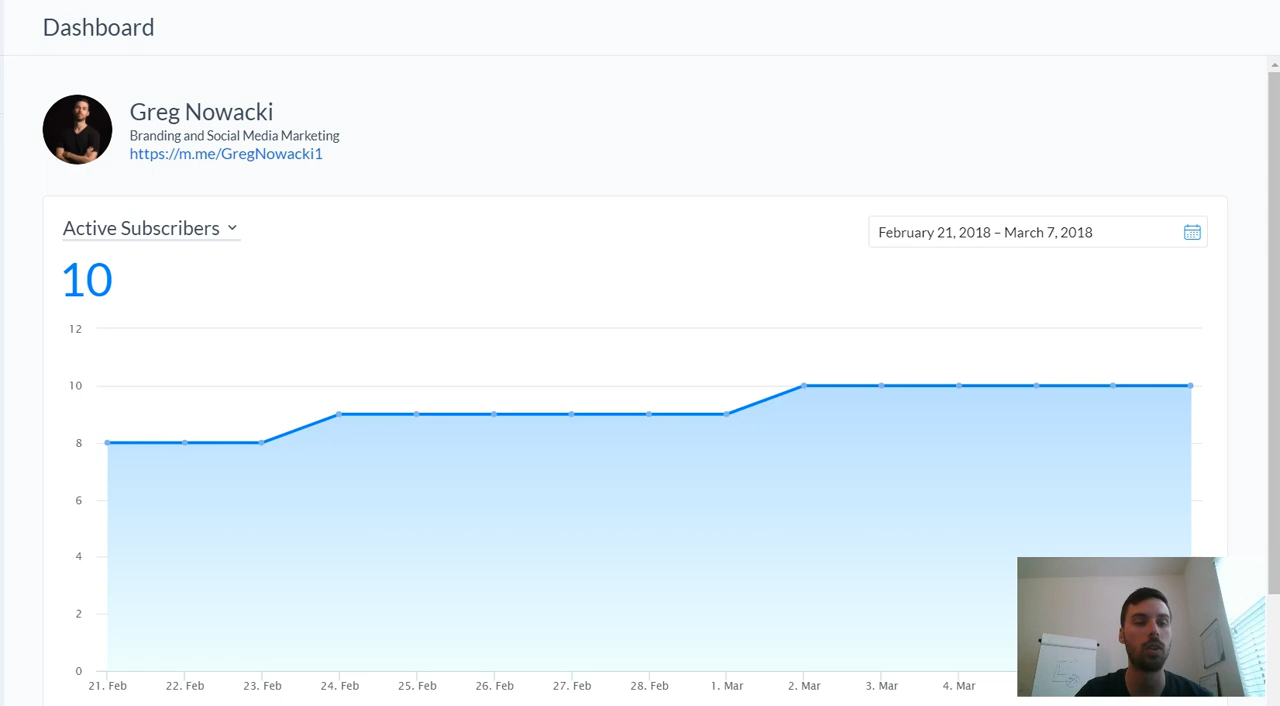 Dashboard
Greg Nowacki
Branding and Social Media Marketing
https://m.me/GregNowacki1
Active Subscribers
February 21, 2018 – March 7, 2018
10
12
10
8
6
4
2
0
21. Feb 22. Feb 23. Feb 24. Feb 25. Feb 26. Feb 27. Feb 28. Feb 1. Mar 2. Mar 3. Mar 4. Mar